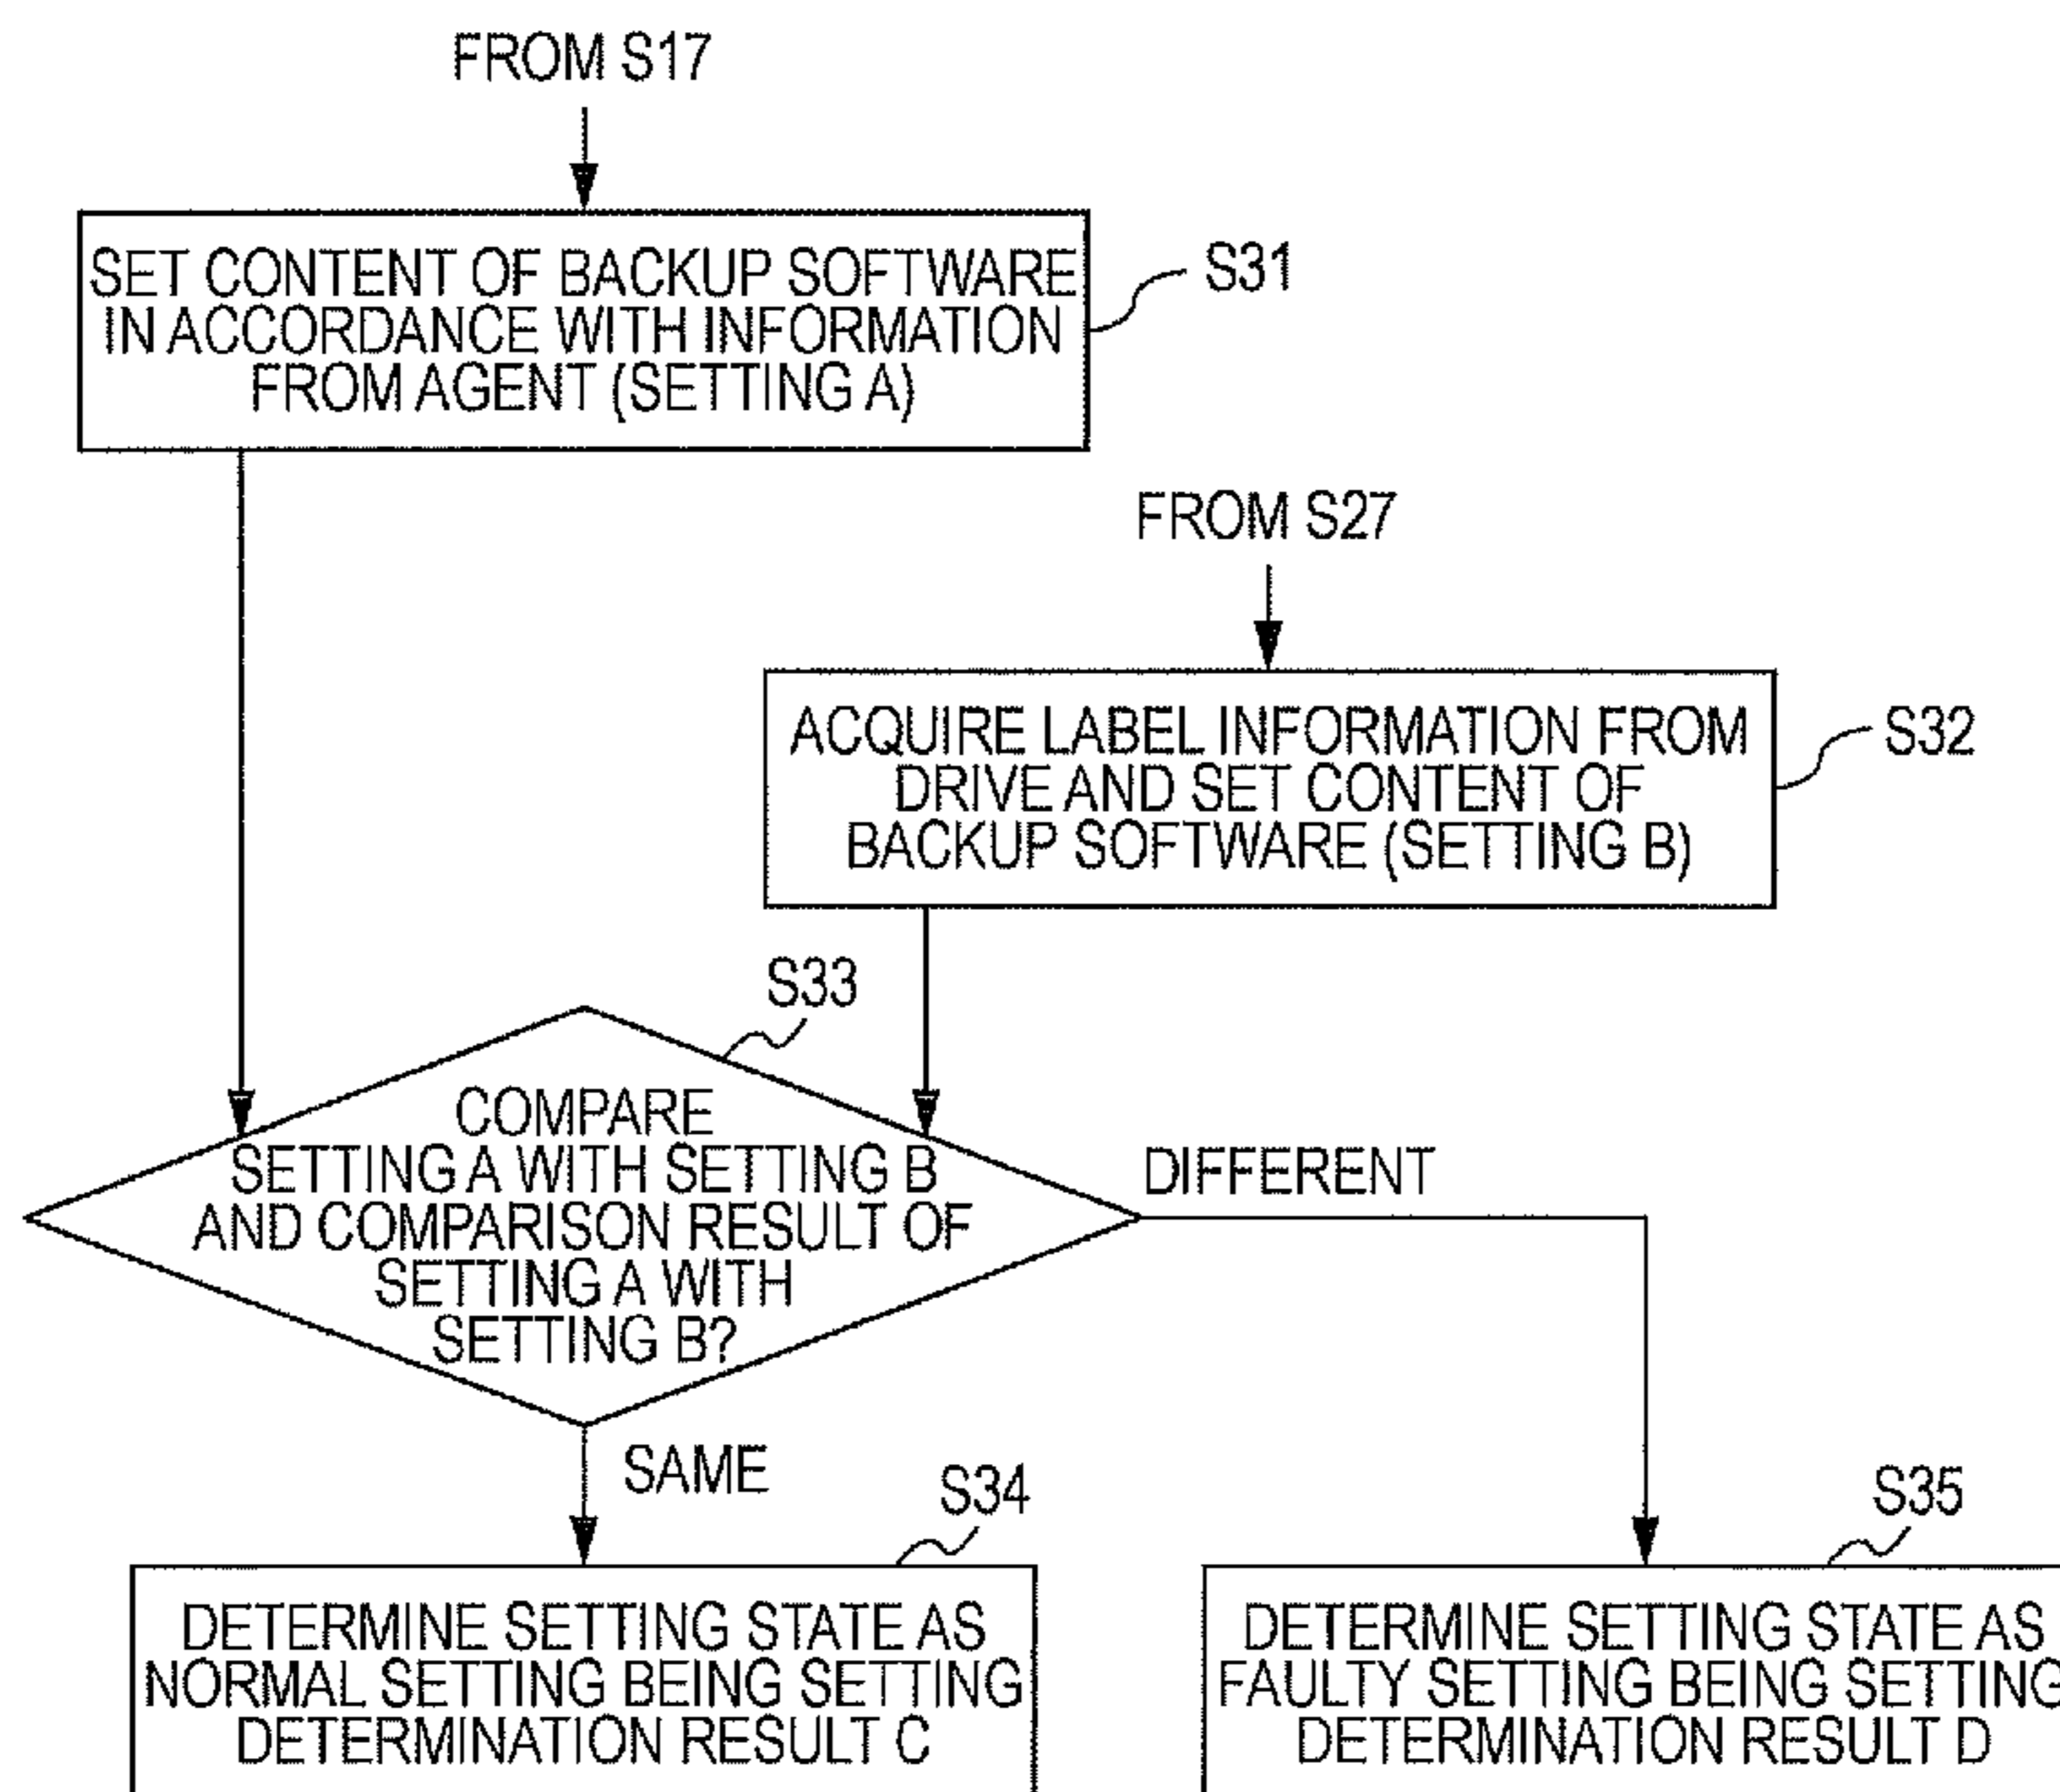 FROM S17
SET CONTENT OF BACKUP SOFTWARE
IN ACCORDANCE WITH INFORMATION
FROM AGENT (SETTING A)
S31
FROM S27
ACQUIRE LABEL INFORMATION FROM
DRIVE AND SET CONTENT OF
BACKUP SOFTWARE (SETTING B)
S32
S33
COMPARE
SETTING A WITH SETTING B
AND COMPARISON RESULT OF
SETTING A WITH
SETTING B?
DIFFERENT
SAME
S34
DETERMINE SETTING STATE AS
NORMAL SETTING BEING SETTING
DETERMINATION RESULT C
S35
DETERMINE SETTING STATE AS
FAULTY SETTING BEING SETTING
DETERMINATION RESULT D